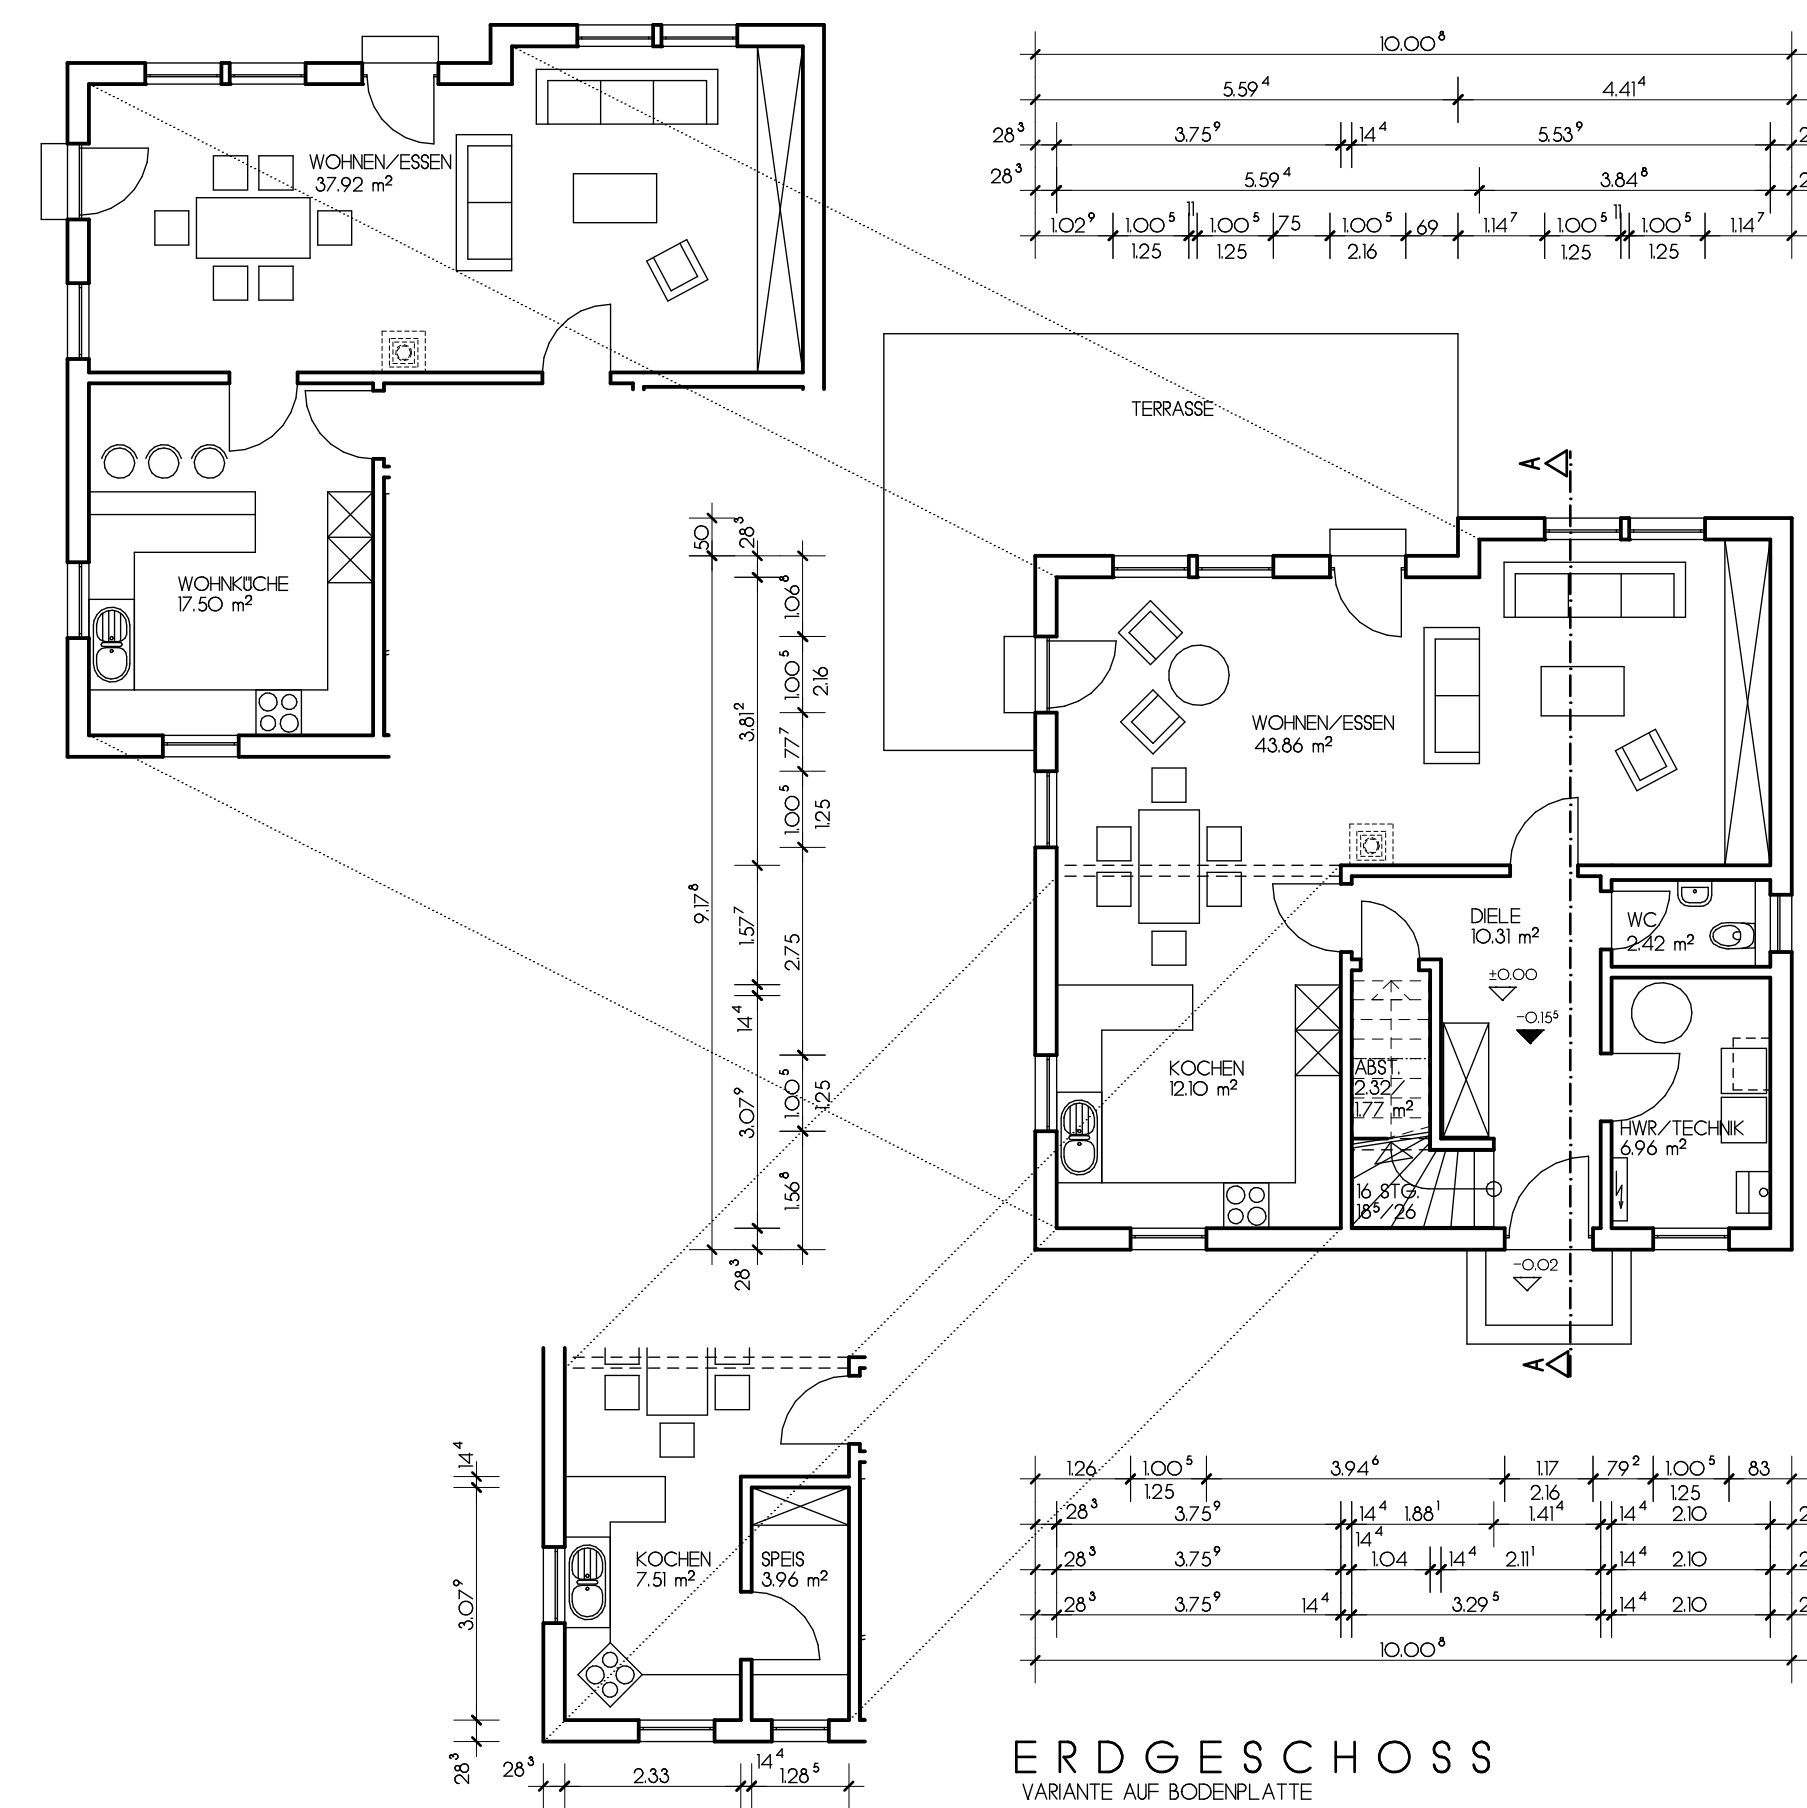 10.00⁸
5.59⁴ 4.41⁴
28³ 3.75⁹ 14⁴ 5.53⁹
28³ 5.59⁴ 3.84⁸
1.02⁹ 1.00⁵ 11 1.00⁵ 75 1.00⁵ 69 1.14⁷ 1.00⁵ 11 1.00⁵ 1.14⁷
1.25 1.25 2.16 1.25 1.25
WOHNEN/ESSEN
37.92 m²
WOHNKÜCHE
17.50 m²
TERRASSE
A
50 28³
9.17⁸
3.81² 1.57⁷ 14⁴ 3.07⁹ 28³
1.06⁸ 1.00⁵ 77⁷ 1.00⁵ 2.75 1.00⁵ 1.56⁸
2.16 1.25 1.25
WOHNEN/ESSEN
43.86 m²
DIELE
10.31 m²
±0.00
-0.15⁵
WC
2.42 m²
KOCHEN
12.10 m²
ABST.
2.32/
1.77 m²
HWR/TECHNIK
6.96 m²
16 STG.
18⁵/26
-0.02
A
14⁴
3.07⁹
28³
KOCHEN
7.51 m²
SPEIS
3.96 m²
28³ 2.33 14⁴ 1.28⁵
1.26 1.00⁵ 3.94⁶ 1.17 79² 1.00⁵ 83
1.25 2.16 1.25
28³ 3.75⁹ 14⁴ 1.88¹ 1.41⁴ 14⁴ 2.10
14⁴
28³ 3.75⁹ 1.04 14⁴ 2.11¹ 14⁴ 2.10
28³ 3.75⁹ 14⁴ 3.29⁵ 14⁴ 2.10
10.00⁸
ERDGESCHOSS
VARIANTE AUF BODENPLATTE